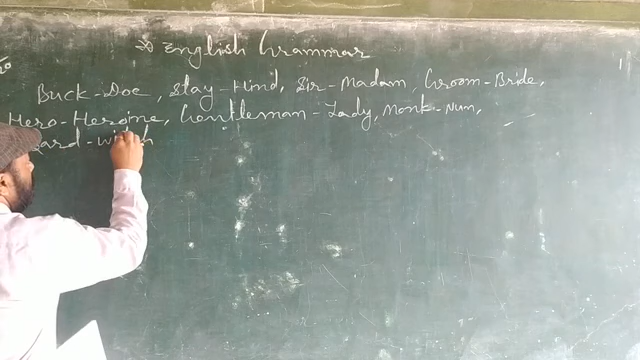 English Grammar
Buck-Doe, Stag-Hind, Sir-Madam, Groom-Bride,
Hero-Heroine, Gentleman-Lady, Monk-Nun,